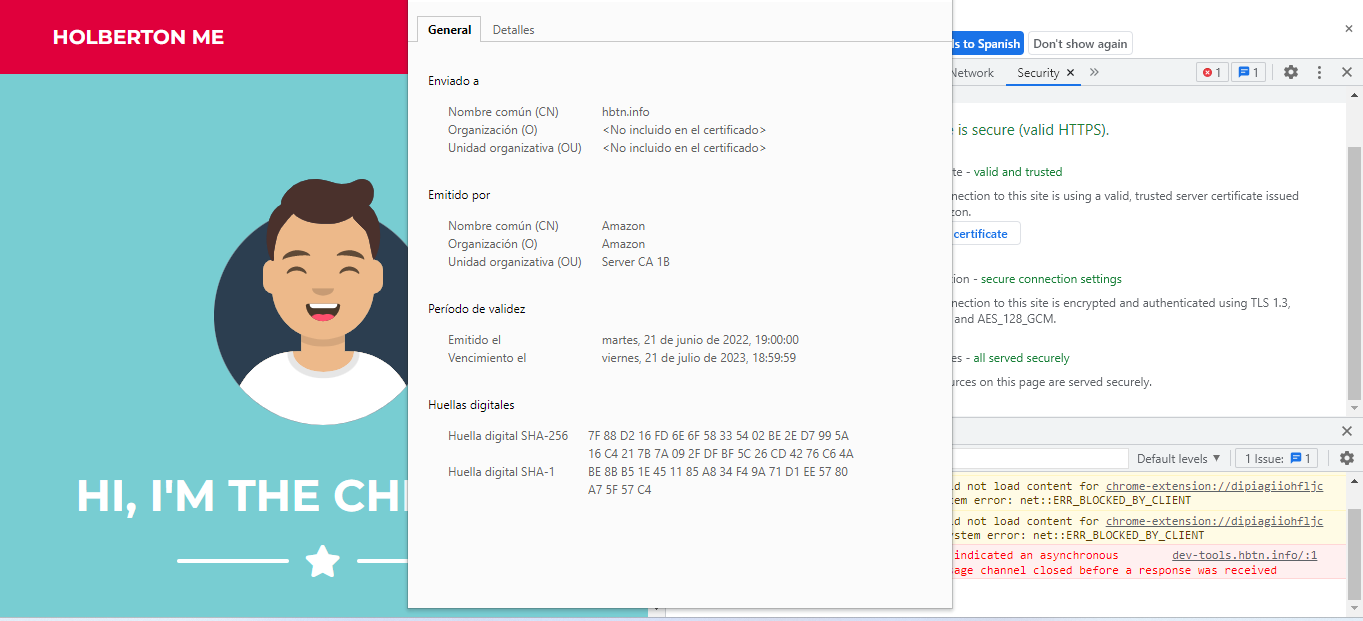 HOLBERTON ME
HI, I'M THE CH
General Detalles
Enviado a
Nombre común (CN) hbtn.info
Organización (O) <No incluido en el certificado>
Unidad organizativa (OU) <No incluido en el certificado>
Emitido por
Nombre común (CN) Amazon
Organización (O) Amazon
Unidad organizativa (OU) Server CA 1B
Período de validez
Emitido el martes, 21 de junio de 2022, 19:00:00
Vencimiento el viernes, 21 de julio de 2023, 18:59:59
Huellas digitales
Huella digital SHA-256 7F 88 D2 16 FD 6E 6F 58 33 54 02 BE 2E D7 99 5A
16 C4 21 7B 7A 09 2F DF BF 5C 26 CD 42 76 C6 4A
Huella digital SHA-1 BE 8B B5 1E 45 11 85 A8 34 F4 9A 71 D1 EE 57 80
A7 5F 57 C4
ls to Spanish Don't show again
Network Security 1 1
is secure (valid HTTPS).
te - valid and trusted
nection to this site is using a valid, trusted server certificate issued
zon.
certificate
ion - secure connection settings
nection to this site is encrypted and authenticated using TLS 1.3,
and AES_128_GCM.
es - all served securely
urces on this page are served securely.
Default levels 1 Issue: 1
d not load content for chrome-extension://dipiagiiohfljc
tem error: net::ERR_BLOCKED_BY_CLIENT
d not load content for chrome-extension://dipiagiiohfljc
ystem error: net::ERR_BLOCKED_BY_CLIENT
indicated an asynchronous dev-tools.hbtn.info/:1
sage channel closed before a response was received